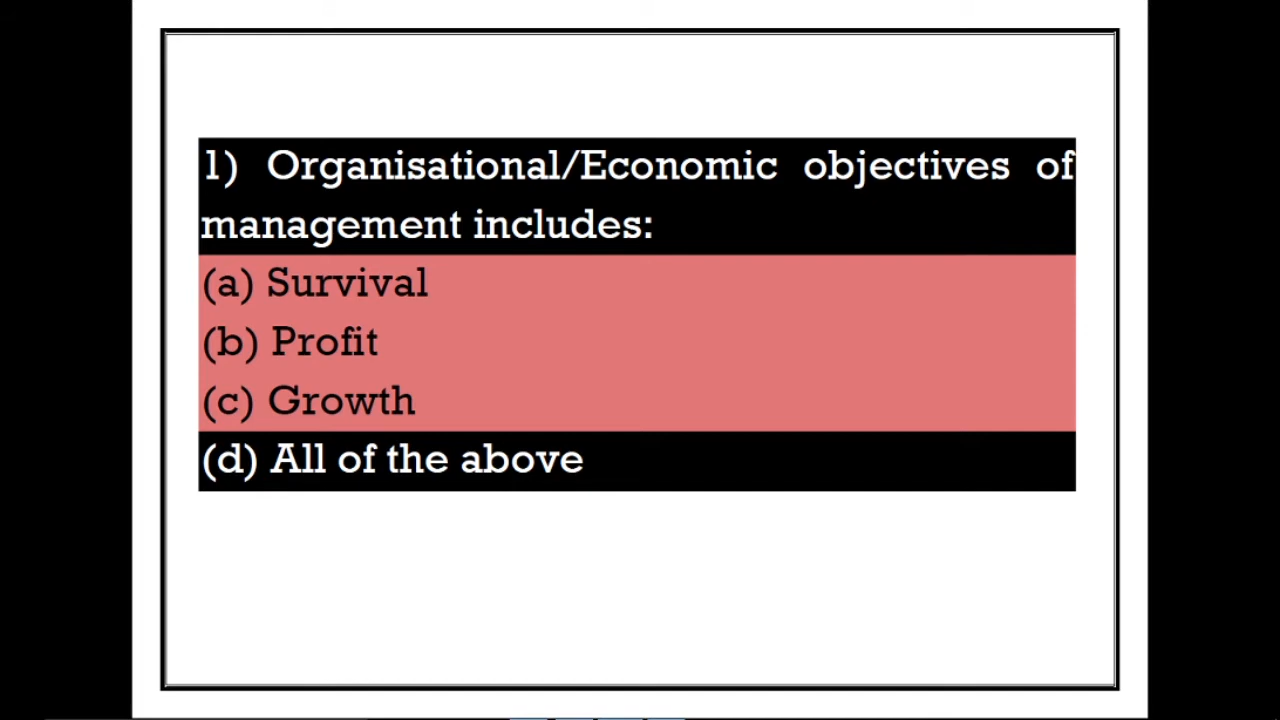 1) Organisational/Economic objectives of
management includes:
(a) Survival
(b) Profit
(c) Growth
(d) All of the above